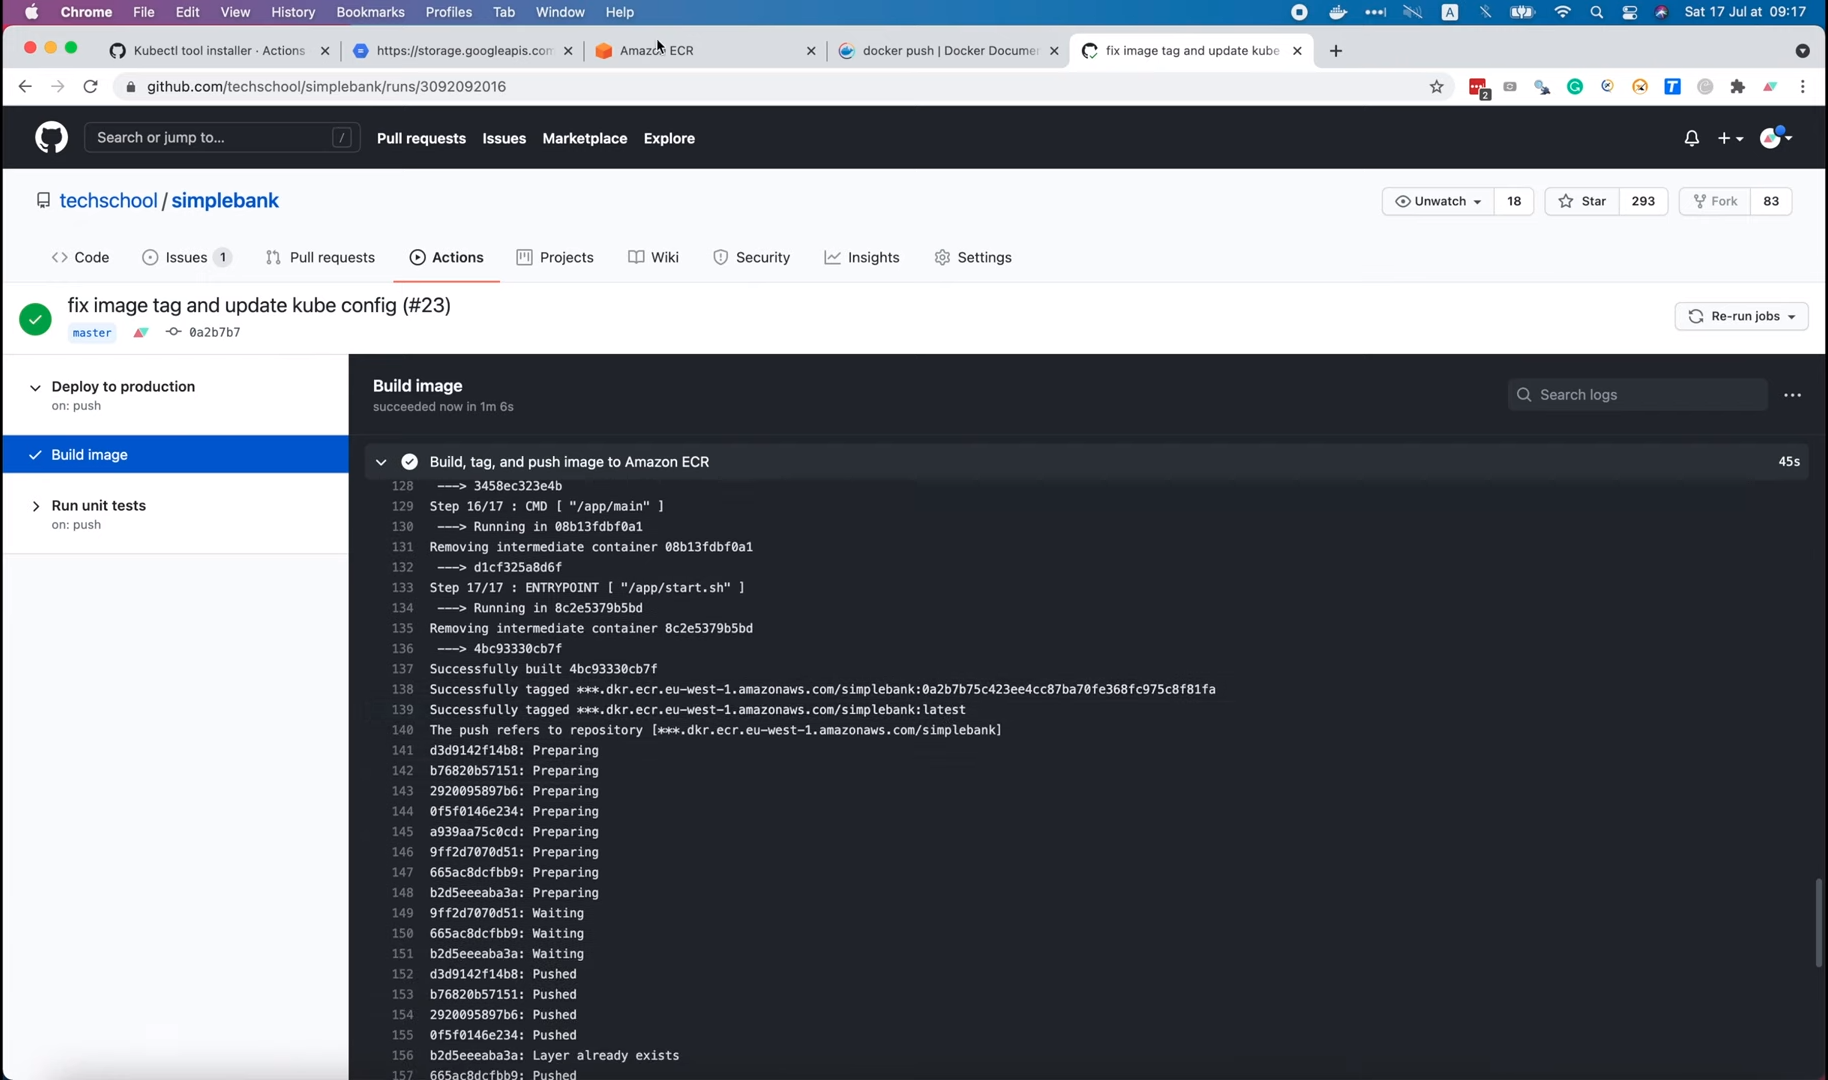 Chrome File Edit View History Bookmarks Profiles Tab Window Help A Sat 17 Jul at 09:17
Kubectl tool installer · Actions https://storage.googleapis.com Amazon ECR docker push | Docker Documen fix image tag and update kube
github.com/techschool/simplebank/runs/3092092016 2 G T
Search or jump to... / Pull requests Issues Marketplace Explore
techschool / simplebank Unwatch 18 Star 293 Fork 83
Code Issues 1 Pull requests Actions Projects Wiki Security Insights Settings
fix image tag and update kube config (#23)
master 0a2b7b7
Re-run jobs
Deploy to production
on: push
Build image
Run unit tests
on: push
Build image
succeeded now in 1m 6s
Search logs
Build, tag, and push image to Amazon ECR 45s
128 ---> 3458ec323e4b
129 Step 16/17 : CMD [ "/app/main" ]
130 ---> Running in 08b13fdbf0a1
131 Removing intermediate container 08b13fdbf0a1
132 ---> d1cf325a8d6f
133 Step 17/17 : ENTRYPOINT [ "/app/start.sh" ]
134 ---> Running in 8c2e5379b5bd
135 Removing intermediate container 8c2e5379b5bd
136 ---> 4bc93330cb7f
137 Successfully built 4bc93330cb7f
138 Successfully tagged ***.dkr.ecr.eu-west-1.amazonaws.com/simplebank:0a2b7b75c423ee4cc87ba70fe368fc975c8f81fa
139 Successfully tagged ***.dkr.ecr.eu-west-1.amazonaws.com/simplebank:latest
140 The push refers to repository [***.dkr.ecr.eu-west-1.amazonaws.com/simplebank]
141 d3d9142f14b8: Preparing
142 b76820b57151: Preparing
143 2920095897b6: Preparing
144 0f5f0146e234: Preparing
145 a939aa75c0cd: Preparing
146 9ff2d7070d51: Preparing
147 665ac8dcfbb9: Preparing
148 b2d5eeeaba3a: Preparing
149 9ff2d7070d51: Waiting
150 665ac8dcfbb9: Waiting
151 b2d5eeeaba3a: Waiting
152 d3d9142f14b8: Pushed
153 b76820b57151: Pushed
154 2920095897b6: Pushed
155 0f5f0146e234: Pushed
156 b2d5eeeaba3a: Layer already exists
157 665ac8dcfbb9: Pushed